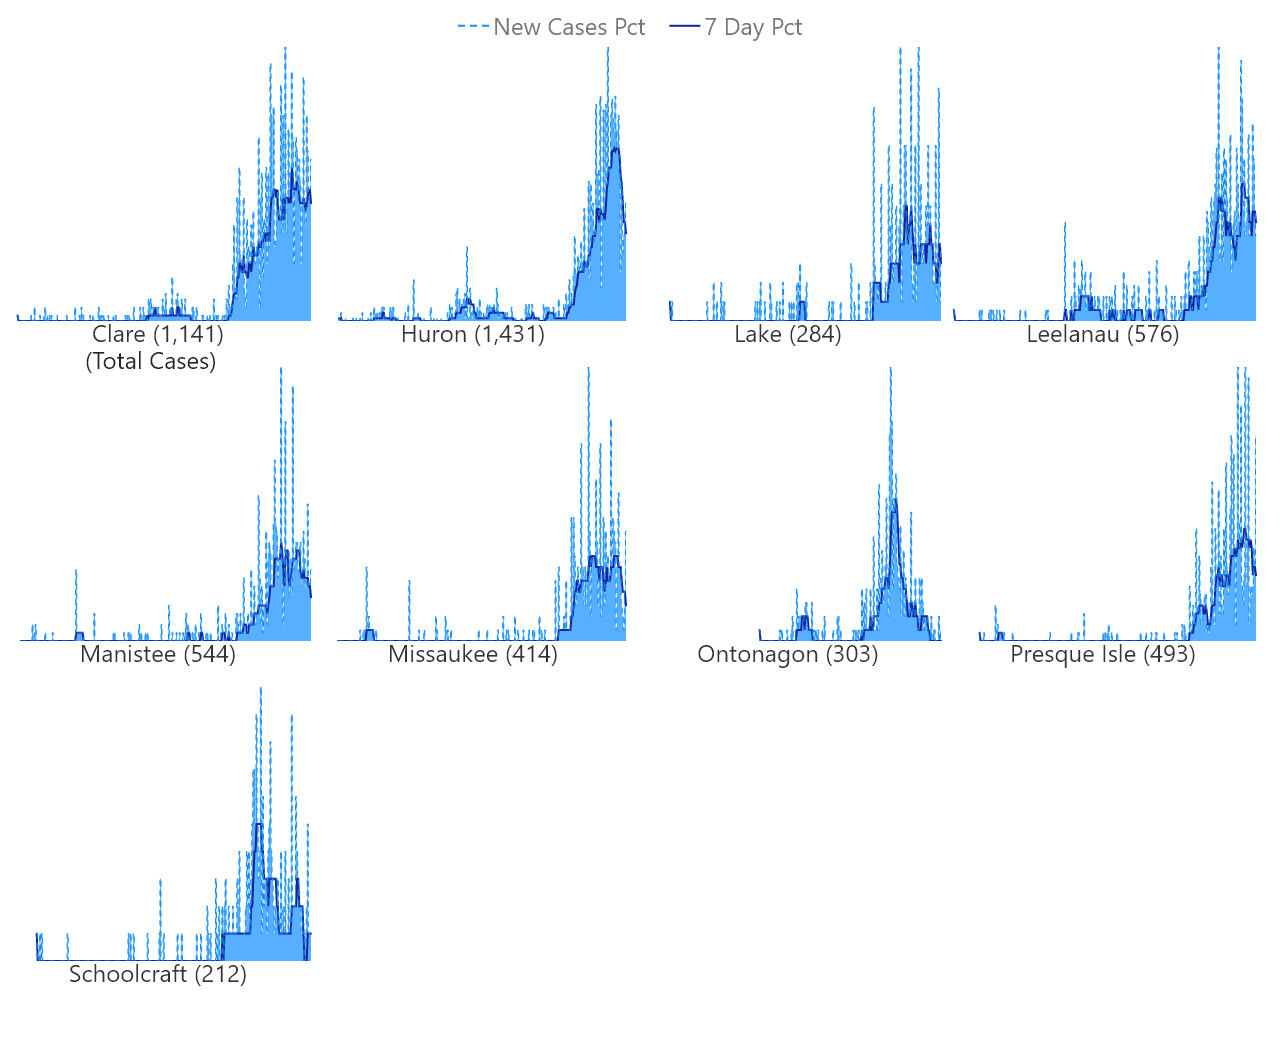 New Cases Pct 7 Day Pct
Clare (1,141) Huron (1,431) Lake (284) Leelanau (576)
(Total Cases)
Manistee (544) Missaukee (414) Ontonagon (303) Presque Isle (493)
Schoolcraft (212)